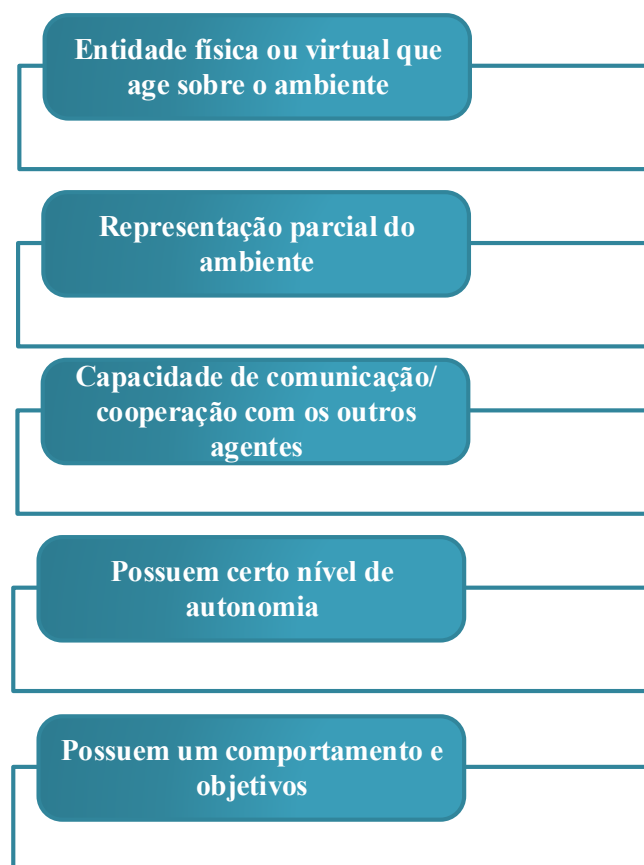 Entidade física ou virtual que
age sobre o ambiente
Representação parcial do
ambiente
Capacidade de comunicação/
cooperação com os outros
agentes
Possuem certo nível de
autonomia
Possuem um comportamento e
objetivos